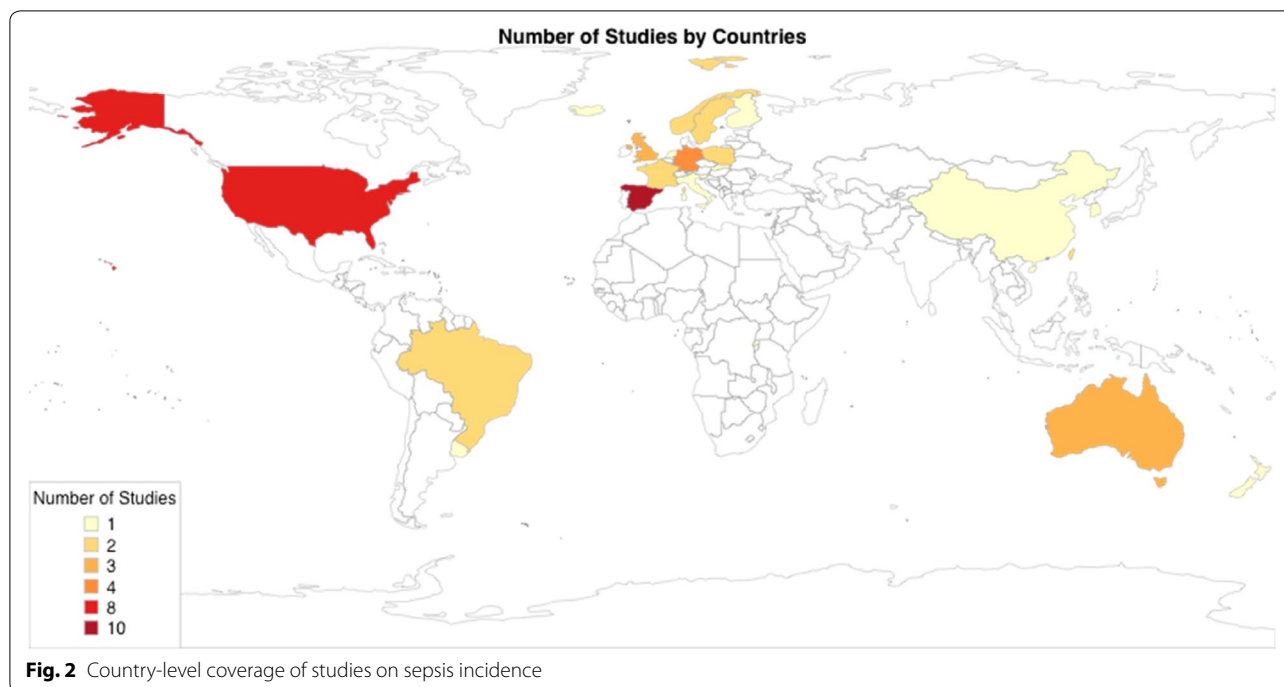 Number of Studies by Countries
Number of Studies
1
2
3
4
8
10
Fig. 2 Country-level coverage of studies on sepsis incidence